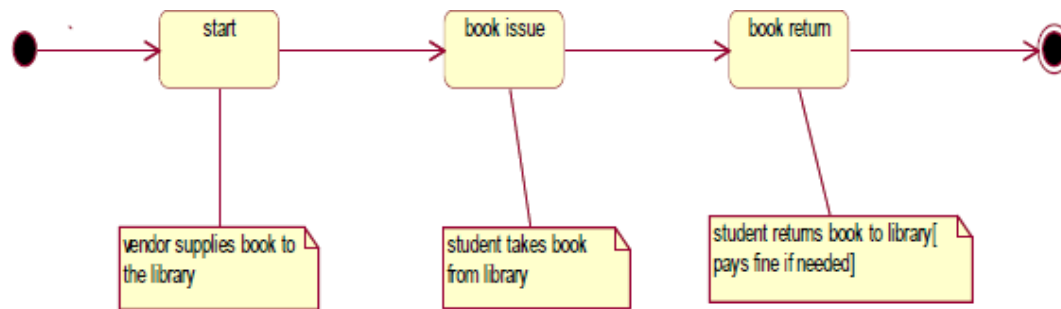 start
book issue
book return
vendor supplies book to
the library
student takes book
from library
student returns book to library[
pays fine if needed]